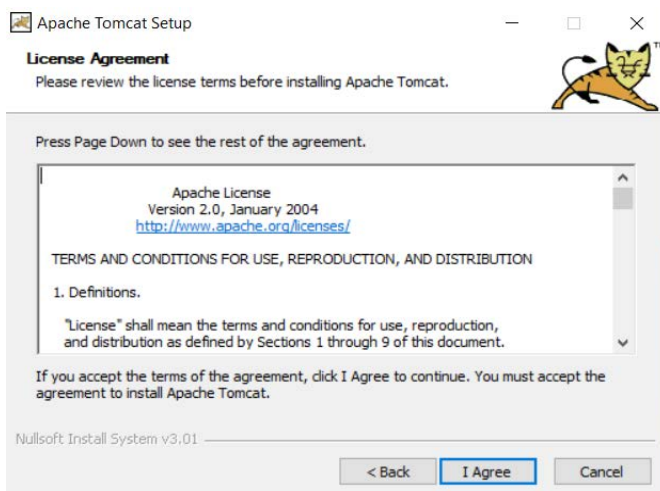 Apache Tomcat Setup
License Agreement
Please review the license terms before installing Apache Tomcat.
TM
Press Page Down to see the rest of the agreement.
Apache License
Version 2.0, January 2004
http://www.apache.org/licenses/
TERMS AND CONDITIONS FOR USE, REPRODUCTION, AND DISTRIBUTION
1. Definitions.
"License" shall mean the terms and conditions for use, reproduction,
and distribution as defined by Sections 1 through 9 of this document.
If you accept the terms of the agreement, click I Agree to continue. You must accept the
agreement to install Apache Tomcat.
Nullsoft Install System v3.01
< Back I Agree Cancel